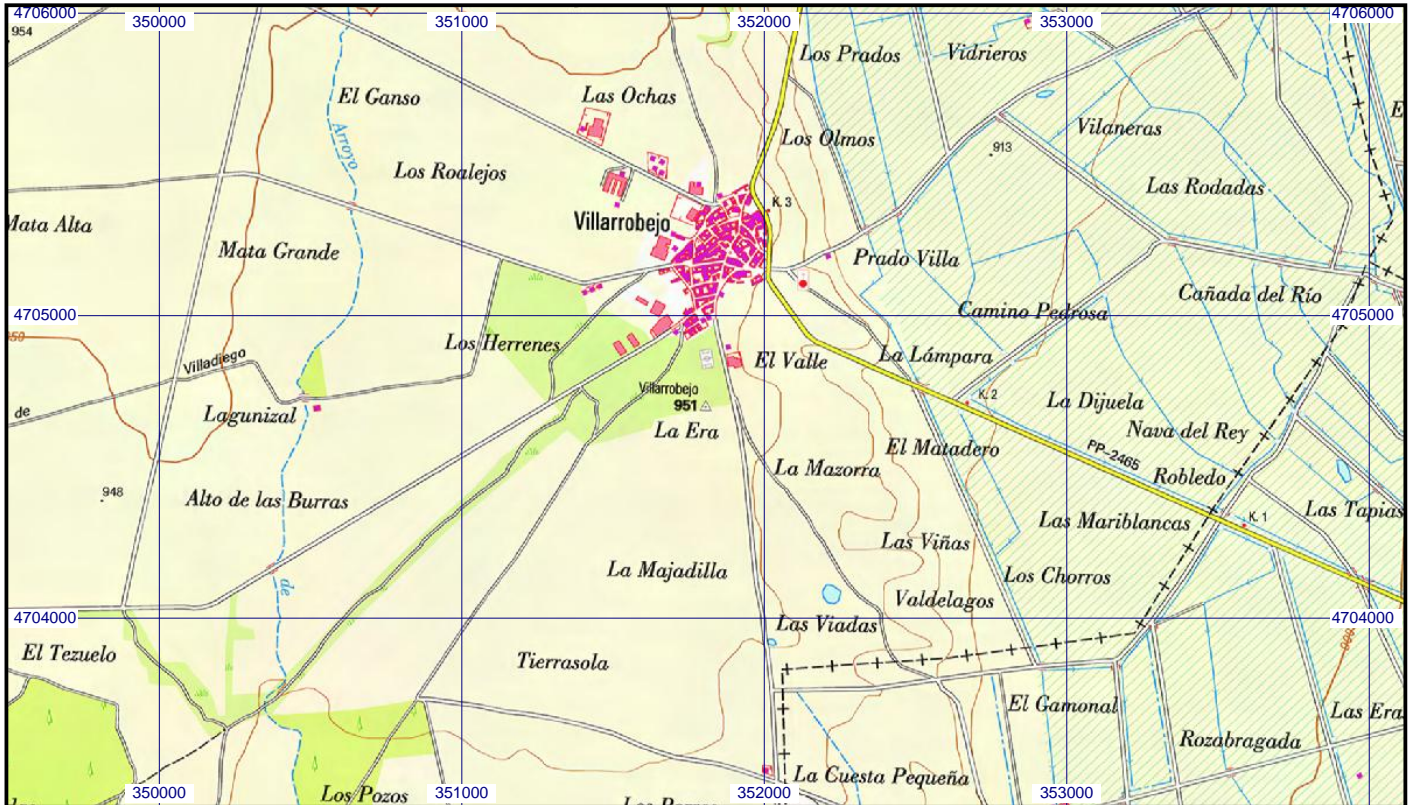 4706000
350000
351000
352000
353000
4706000
954
Los Prados
Vidrieros
El Ganso
Las Ochas
E
Arroyo
Los Olmos
Vilaneras
913
Los Roalejos
Las Rodadas
K. 3
Mata Alta
Villarrobejo
Mata Grande
Prado Villa
Cañada del Río
Camino Pedrosa
4705000
4705000
Los Herrenes
Villadiego
El Valle
La Lámpara
Villarrobejo
951
K. 2
La Dijuela
de
Lagunizal
La Era
Nava del Rey
El Matadero
PP-2465
La Mazorra
Robledo
948
Alto de las Burras
Las Tapias
K. 1
Las Mariblancas
Las Viñas
La Majadilla
Los Chorros
de
Valdelagos
4704000
4704000
Las Viadas
El Tezuelo
Tierrasola
El Gamonal
Las Era
Rozabragada
La Cuesta Pequeña
Los Pozos
350000
351000
352000
353000